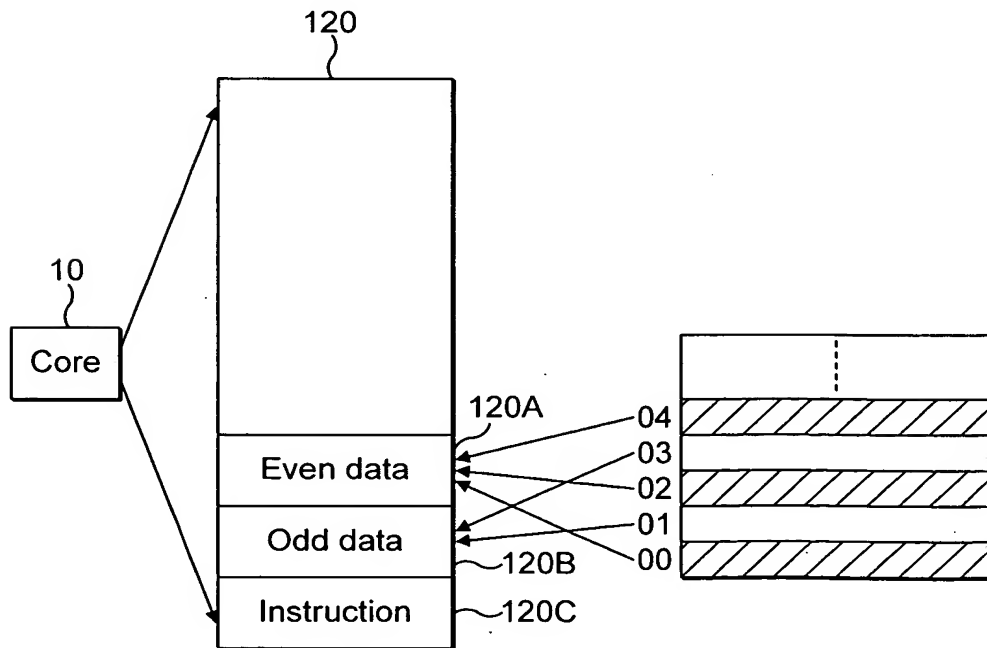 120
10
Core
120A
Even data
Odd data
120B
Instruction
120C
04
03
02
01
00